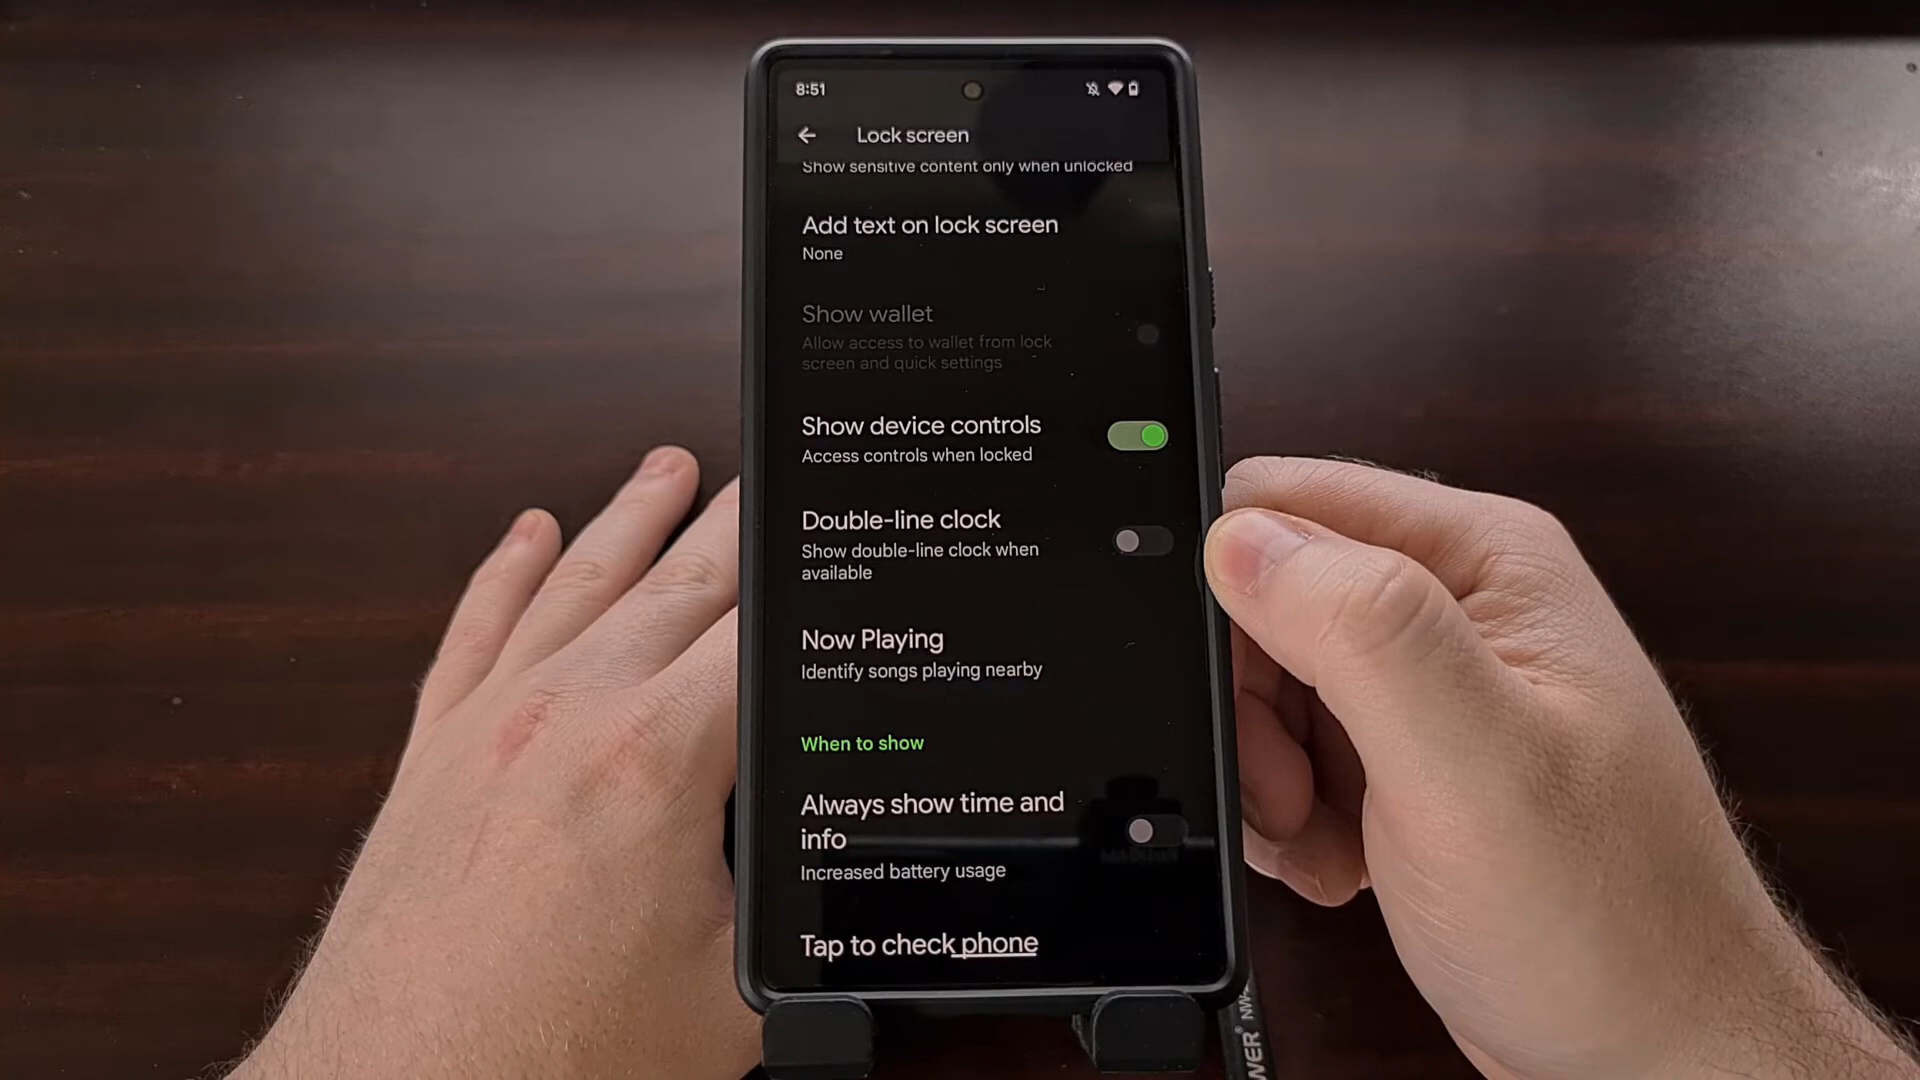 8:51
Lock screen
Show sensitive content only when unlocked
Add text on lock screen
None
Show wallet
Allow access to wallet from lock
screen and quick settings
Show device controls
Access controls when locked
Double-line clock
Show double-line clock when
available
Now Playing
Identify songs playing nearby
When to show
Always show time and
info
Increased battery usage
Tap to check phone